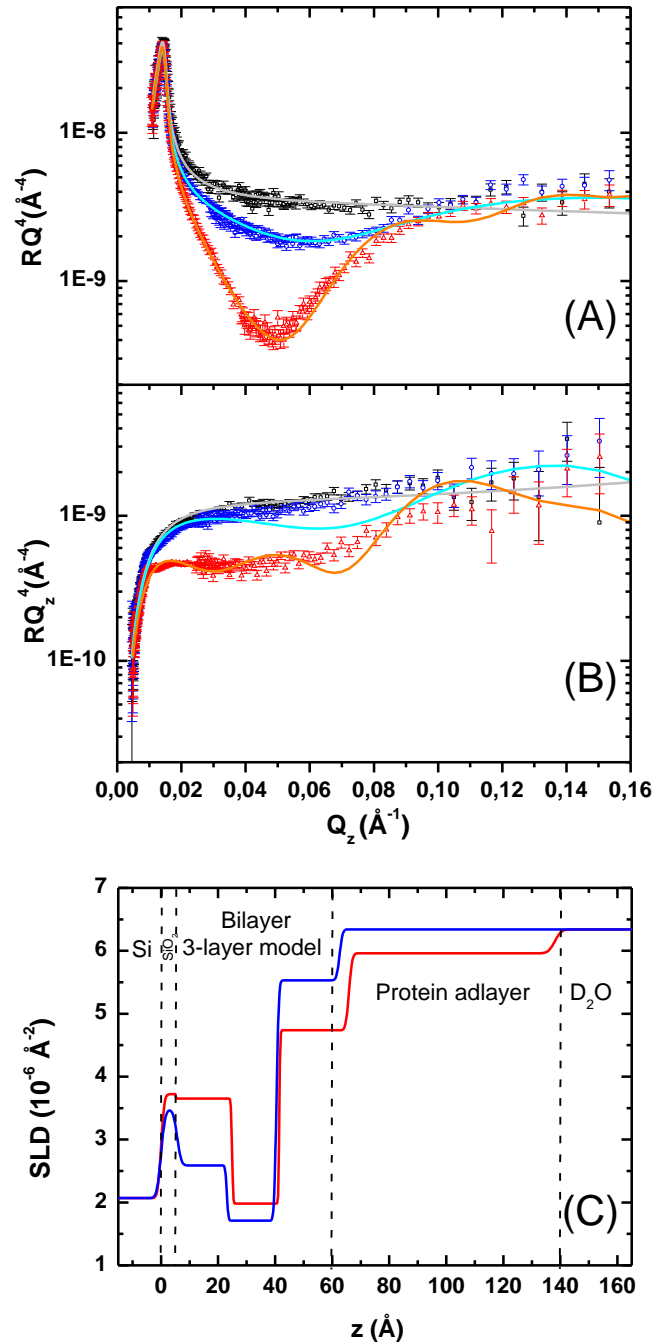 RQ⁴(Å⁻⁴)
1E-8
1E-9
(A)
RQ_z⁴(Å⁻⁴)
1E-9
1E-10
(B)
0,00 0,02 0,04 0,06 0,08 0,10 0,12 0,14 0,16
Q_z (Å⁻¹)
SLD (10⁻⁶ Å⁻²)
7
6
5
4
3
2
1
Si
SiO₂
Bilayer
3-layer model
Protein adlayer
D₂O
(C)
0 20 40 60 80 100 120 140 160
z (Å)